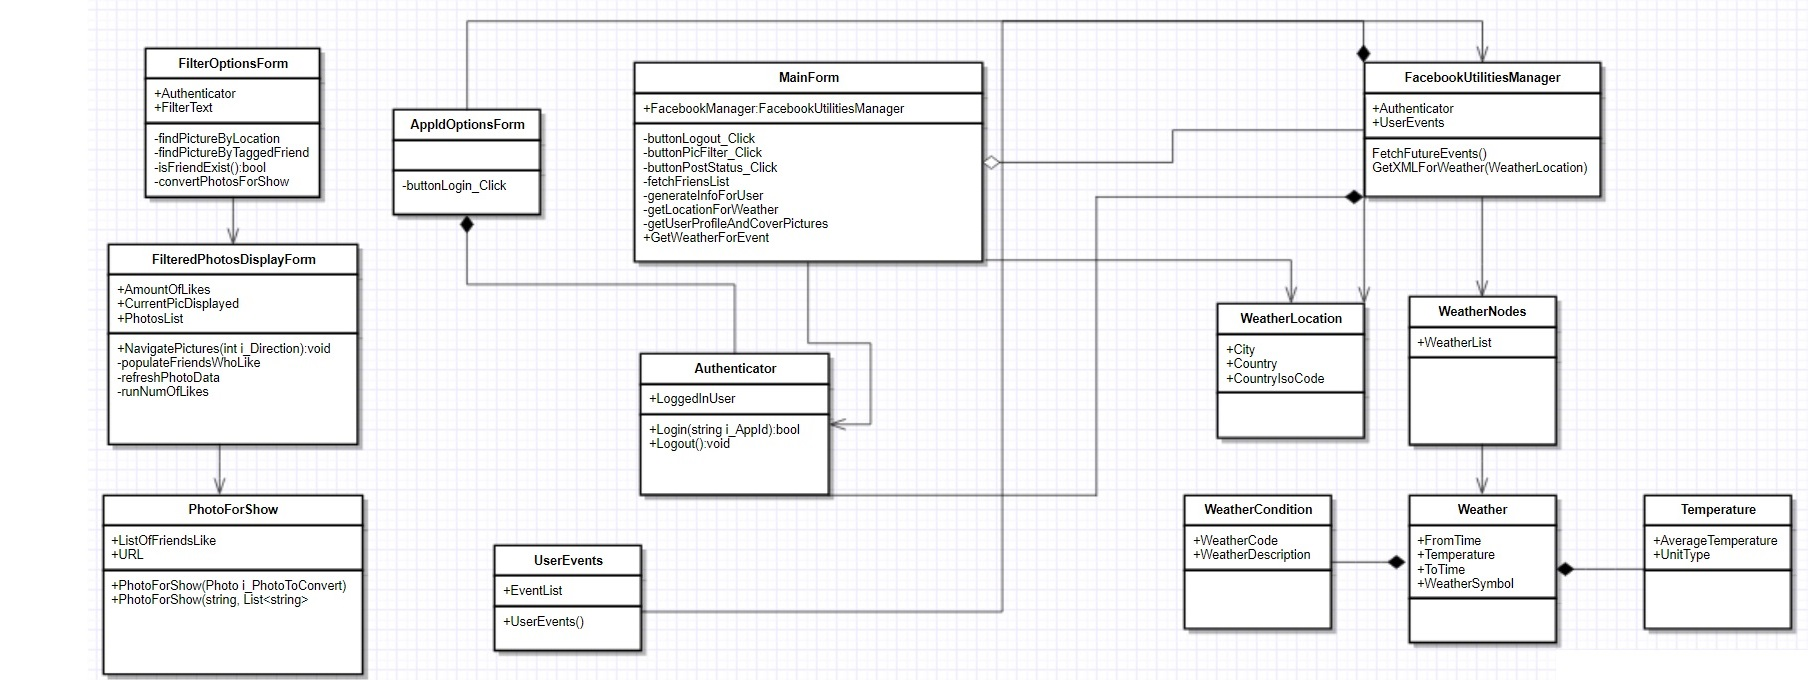 FilterOptionsForm
+Authenticator
+FilterText
-findPictureByLocation
-findPictureByTaggedFriend
-isFriendExist():bool
-convertPhotosForShow
AppIdOptionsForm
-buttonLogin_Click
MainForm
+FacebookManager:FacebookUtilitiesManager
-buttonLogout_Click
-buttonPicFilter_Click
-buttonPostStatus_Click
-fetchFriensList
-generateInfoForUser
-getLocationForWeather
-getUserProfileAndCoverPictures
+GetWeatherForEvent
FacebookUtilitiesManager
+Authenticator
+UserEvents
FetchFutureEvents()
GetXMLForWeather(WeatherLocation)
FilteredPhotosDisplayForm
+AmountOfLikes
+CurrentPicDisplayed
+PhotosList
+NavigatePictures(int i_Direction):void
-populateFriendsWhoLike
-refreshPhotoData
-runNumOfLikes
Authenticator
+LoggedInUser
+Login(string i_AppId):bool
+Logout():void
WeatherLocation
+City
+Country
+CountryIsoCode
WeatherNodes
+WeatherList
PhotoForShow
+ListOfFriendsLike
+URL
+PhotoForShow(Photo i_PhotoToConvert)
+PhotoForShow(string, List<string>
UserEvents
+EventList
+UserEvents()
WeatherCondition
+WeatherCode
+WeatherDescription
Weather
+FromTime
+Temperature
+ToTime
+WeatherSymbol
Temperature
+AverageTemperature
+UnitType